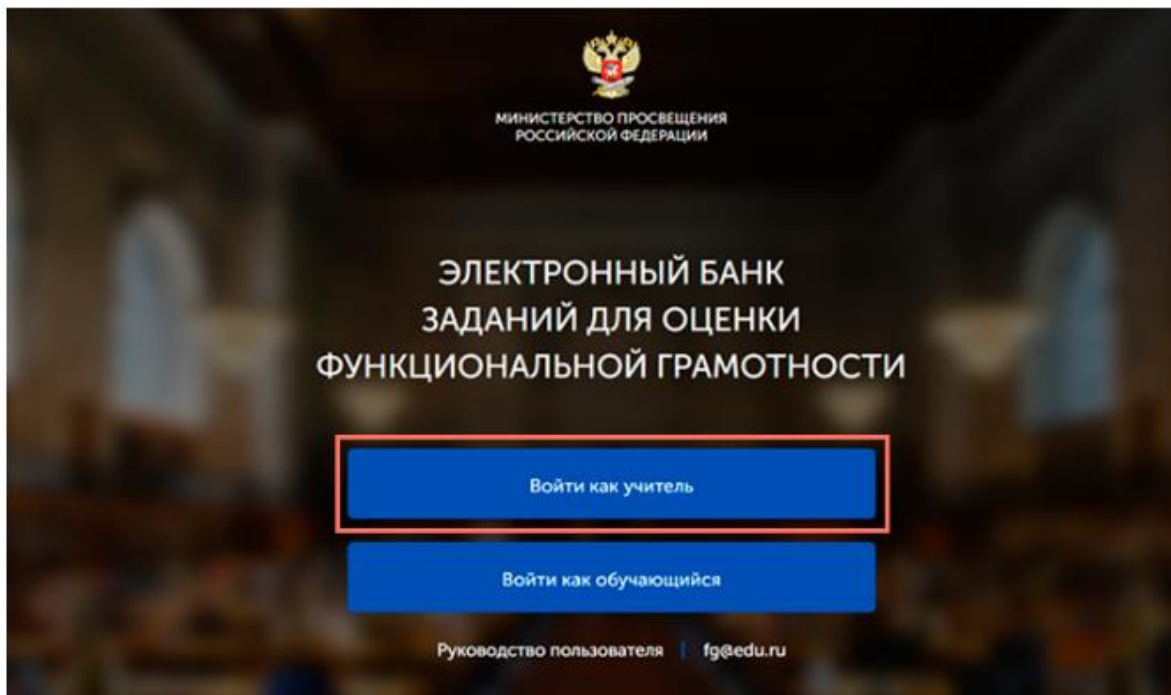 МИНИСТЕРСТВО ПРОСВЕЩЕНИЯ
РОССИЙСКОЙ ФЕДЕРАЦИИ
ЭЛЕКТРОННЫЙ БАНК
ЗАДАНИЙ ДЛЯ ОЦЕНКИ
ФУНКЦИОНАЛЬНОЙ ГРАМОТНОСТИ
Войти как учитель
Войти как обучающийся
Руководство пользователя | fg@edu.ru